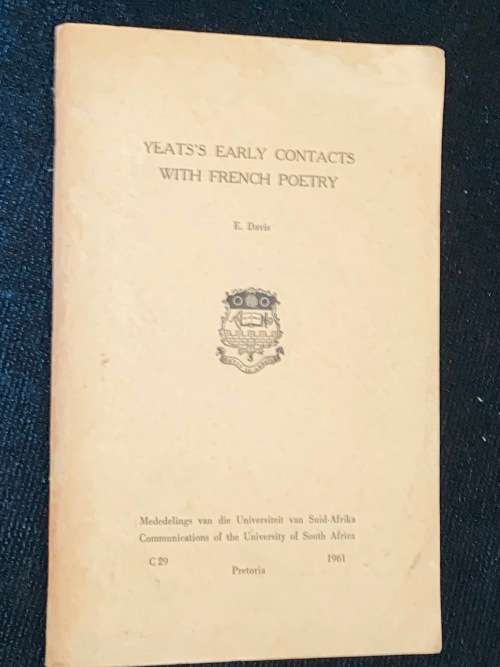 YEATS'S EARLY CONTACTS
WITH FRENCH POETRY
E. Davis
Mededelings van die Universiteit van Suid-Afrika
Communications of the University of South Africa
C 29
1961
Pretoria